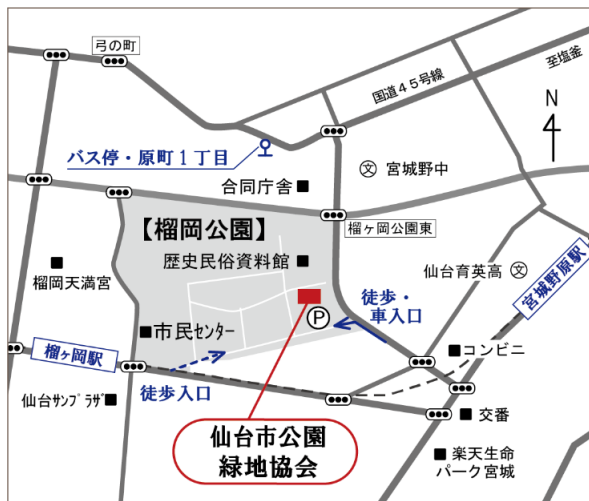 弓の町
国道45号線
至塩釜
N
バス停・原町1丁目
文
宮城野中
合同庁舎
【榴岡公園】
榴ヶ岡公園東
歴史民俗資料館
仙台育英高
文
宮城野原駅
榴岡天満宮
徒歩・
車入口
P
市民センター
榴ヶ岡駅
コンビニ
徒歩入口
仙台サンプラザ
交番
仙台市公園
緑地協会
楽天生命
パーク宮城